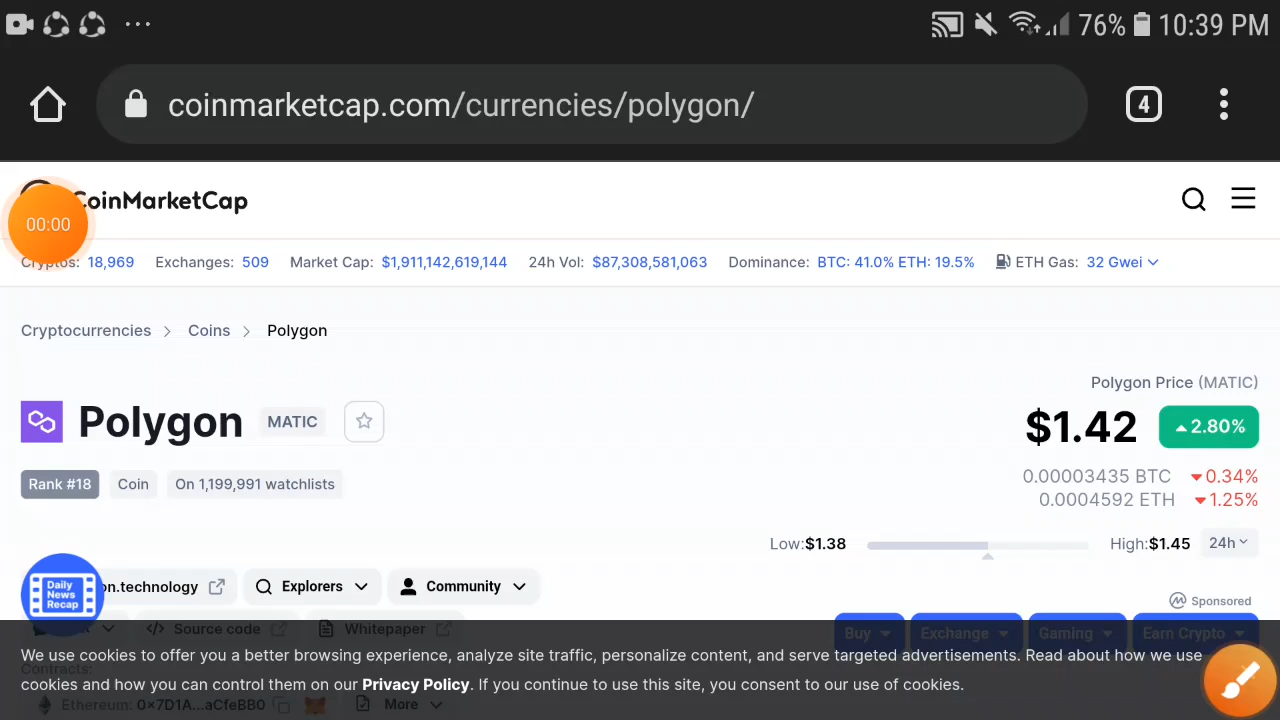 76% 10:39 PM
coinmarketcap.com/currencies/polygon/
4
CoinMarketCap
00:00
Cryptos: 18,969 Exchanges: 509 Market Cap: $1,911,142,619,144 24h Vol: $87,308,581,063 Dominance: BTC: 41.0% ETH: 19.5% ETH Gas: 32 Gwei
Cryptocurrencies > Coins > Polygon
Polygon Price (MATIC)
Polygon MATIC
$1.42 2.80%
0.00003435 BTC 0.34%
Rank #18 Coin On 1,199,991 watchlists
0.0004592 ETH 1.25%
Low:$1.38 High:$1.45 24h
Daily News Recap
on.technology Explorers Community
Sponsored
Source code Whitepaper
Buy Exchange Gaming Earn Crypto
We use cookies to offer you a better browsing experience, analyze site traffic, personalize content, and serve targeted advertisements. Read about how we use
cookies and how you can control them on our Privacy Policy. If you continue to use this site, you consent to our use of cookies.
Contracts:
Ethereum: 0x7D1A...aCfeBB0 More